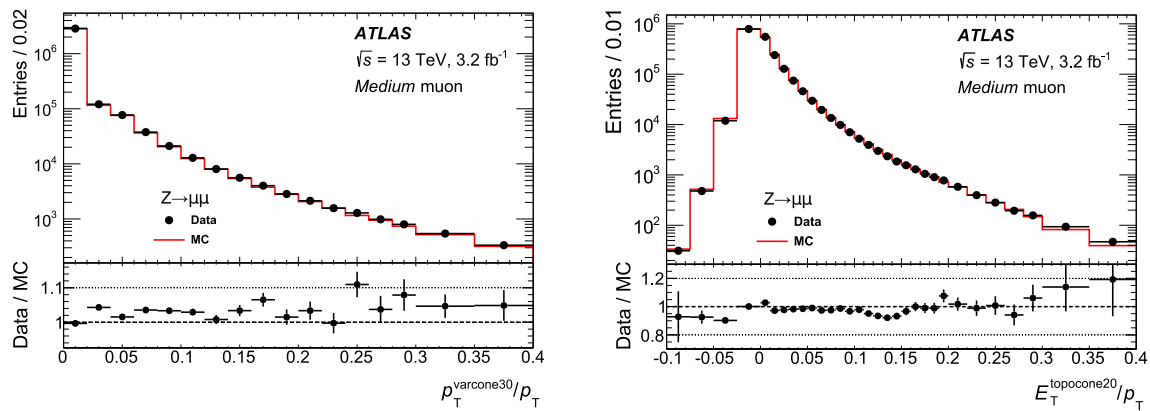 Entries / 0.02
10⁶
10⁵
10⁴
10³
ATLAS
√s = 13 TeV, 3.2 fb⁻¹
Medium muon
Z→μμ
Data
MC
Data / MC
1.1
1
0 0.05 0.1 0.15 0.2 0.25 0.3 0.35 0.4
p_T^varcone30/p_T
Entries / 0.01
10⁶
10⁵
10⁴
10³
10²
ATLAS
√s = 13 TeV, 3.2 fb⁻¹
Medium muon
Z→μμ
Data
MC
Data / MC
1.2
1
0.8
-0.1 -0.05 0 0.05 0.1 0.15 0.2 0.25 0.3 0.35 0.4
E_T^topocone20/p_T